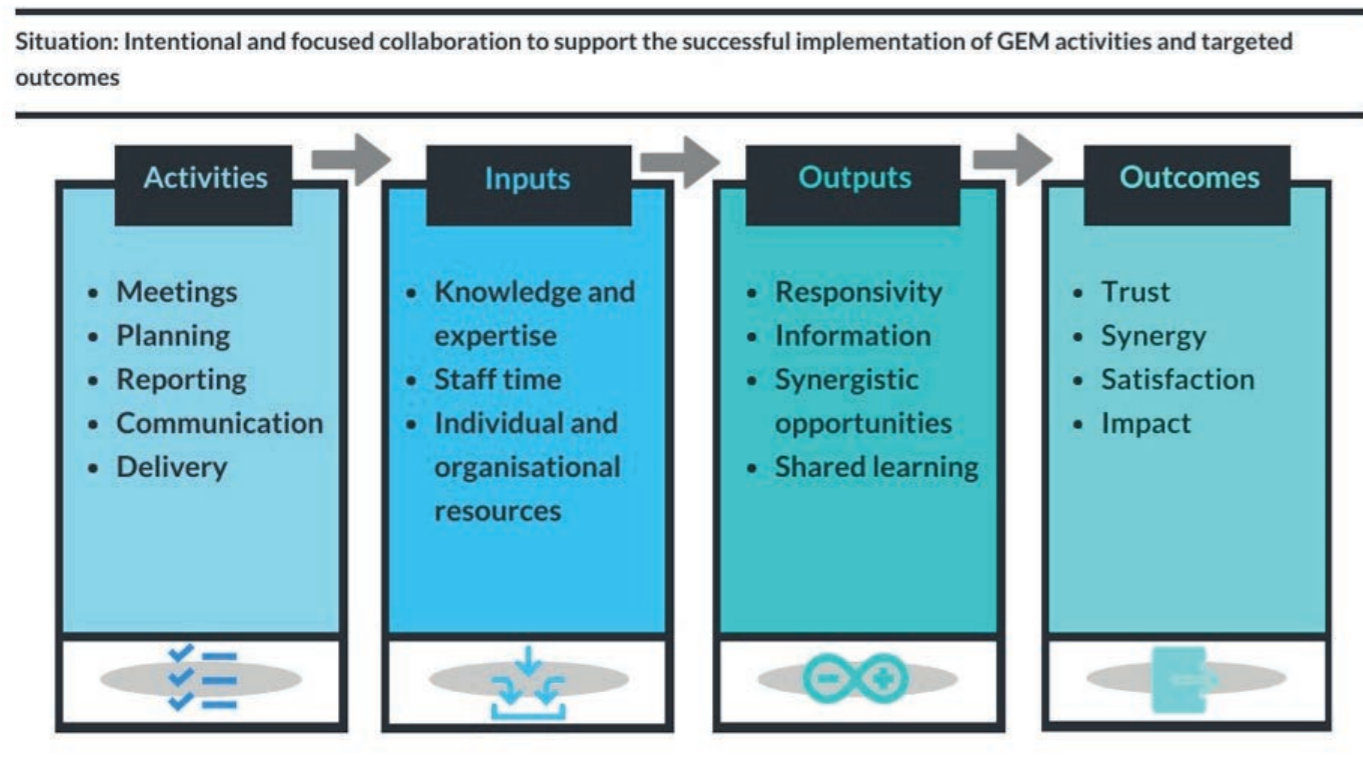 Situation: Intentional and focused collaboration to support the successful implementation of GEM activities and targeted
outcomes
Activities
• Meetings
• Planning
• Reporting
• Communication
• Delivery
Inputs
• Knowledge and
expertise
• Staff time
• Individual and
organisational
resources
Outputs
• Responsivity
• Information
• Synergistic
opportunities
• Shared learning
Outcomes
• Trust
• Synergy
• Satisfaction
• Impact